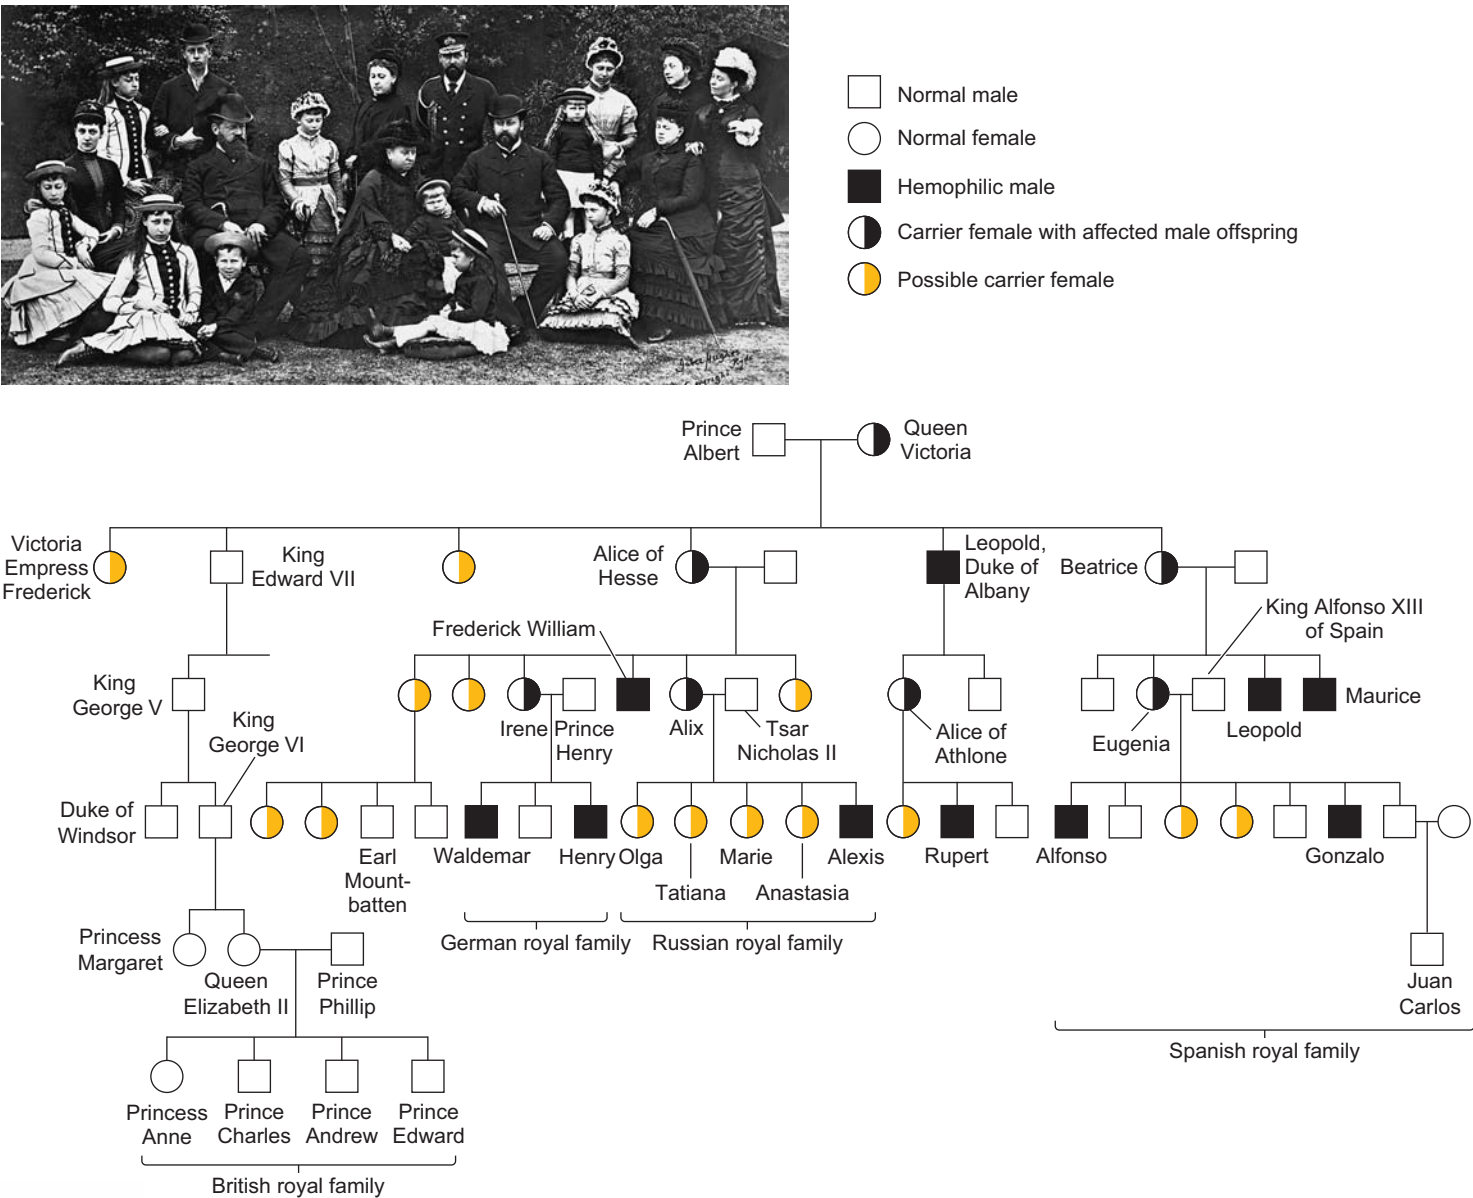 Normal male
Normal female
Hemophilic male
Carrier female with affected male offspring
Possible carrier female
Prince
Albert
Queen
Victoria
Victoria
Empress
Frederick
King
Edward VII
Alice of
Hesse
Leopold,
Duke of
Albany
Beatrice
King Alfonso XIII
of Spain
Frederick William
King
George V
King
George VI
Irene
Prince
Henry
Alix
Tsar
Nicholas II
Alice of
Athlone
Eugenia
Leopold
Maurice
Duke of
Windsor
Earl
Mount-
batten
Waldemar
Henry
Olga
Tatiana
Marie
Anastasia
Alexis
Rupert
Alfonso
Gonzalo
German royal family
Russian royal family
Princess
Margaret
Queen
Elizabeth II
Prince
Phillip
Juan
Carlos
Spanish royal family
Princess
Anne
Prince
Charles
Prince
Andrew
Prince
Edward
British royal family